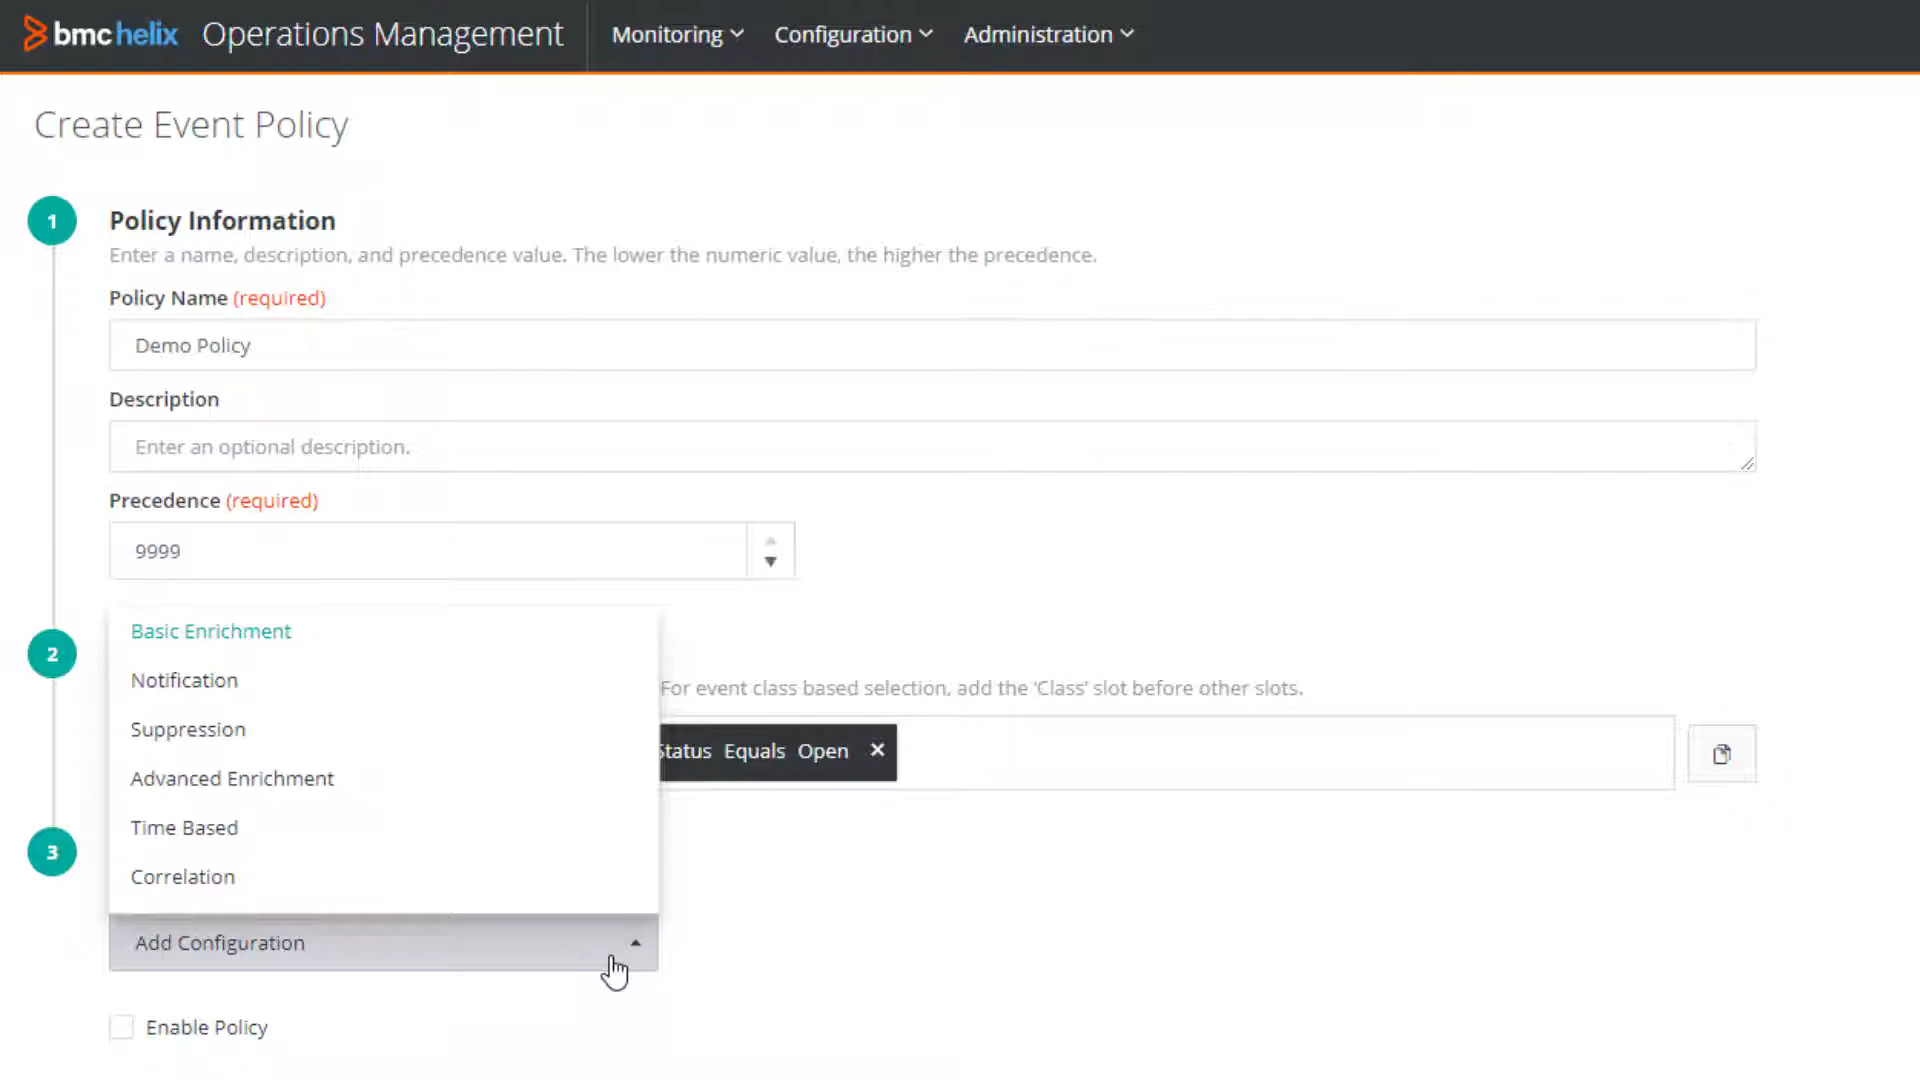 bmc helix Operations Management Monitoring Configuration Administration
Create Event Policy
1 Policy Information
Enter a name, description, and precedence value. The lower the numeric value, the higher the precedence.
Policy Name (required)
Demo Policy
Description
Enter an optional description.
Precedence (required)
9999
Basic Enrichment
2
Notification
For event class based selection, add the 'Class' slot before other slots.
Suppression
Status Equals Open ×
Advanced Enrichment
Time Based
3
Correlation
Add Configuration
Enable Policy